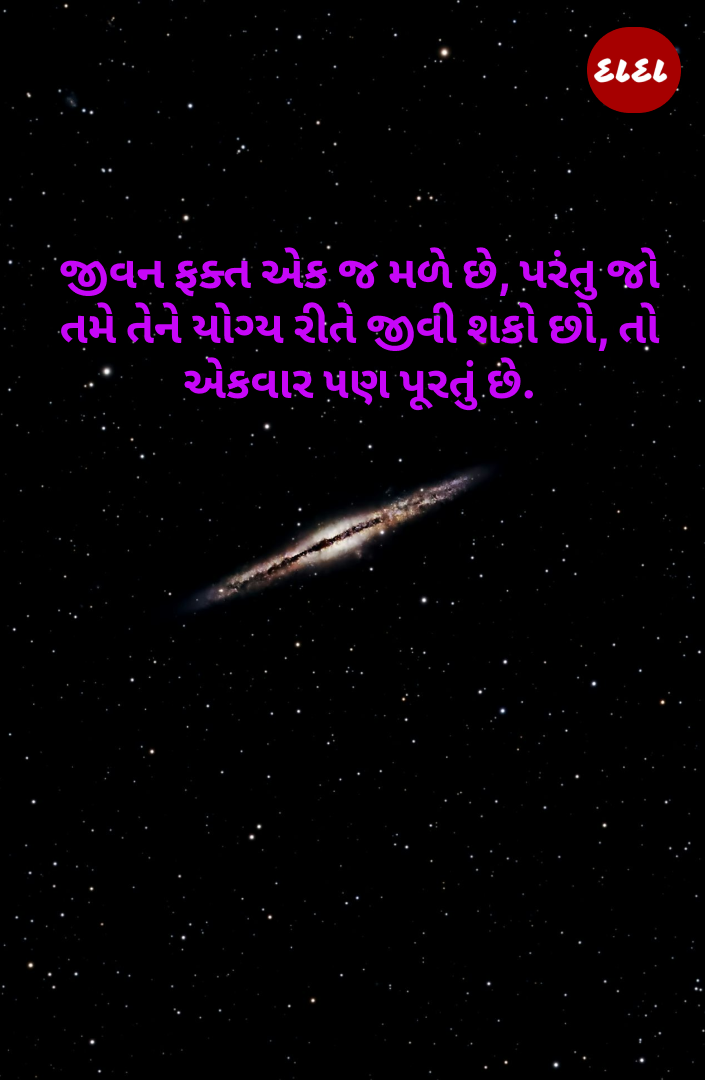 દાદા
જીવન ફક્ત એક જ મળે છે, પરંતુ જો
તમે તેને યોગ્ય રીતે જીવી શકો છો, તો
એકવાર પણ પૂરતું છે.